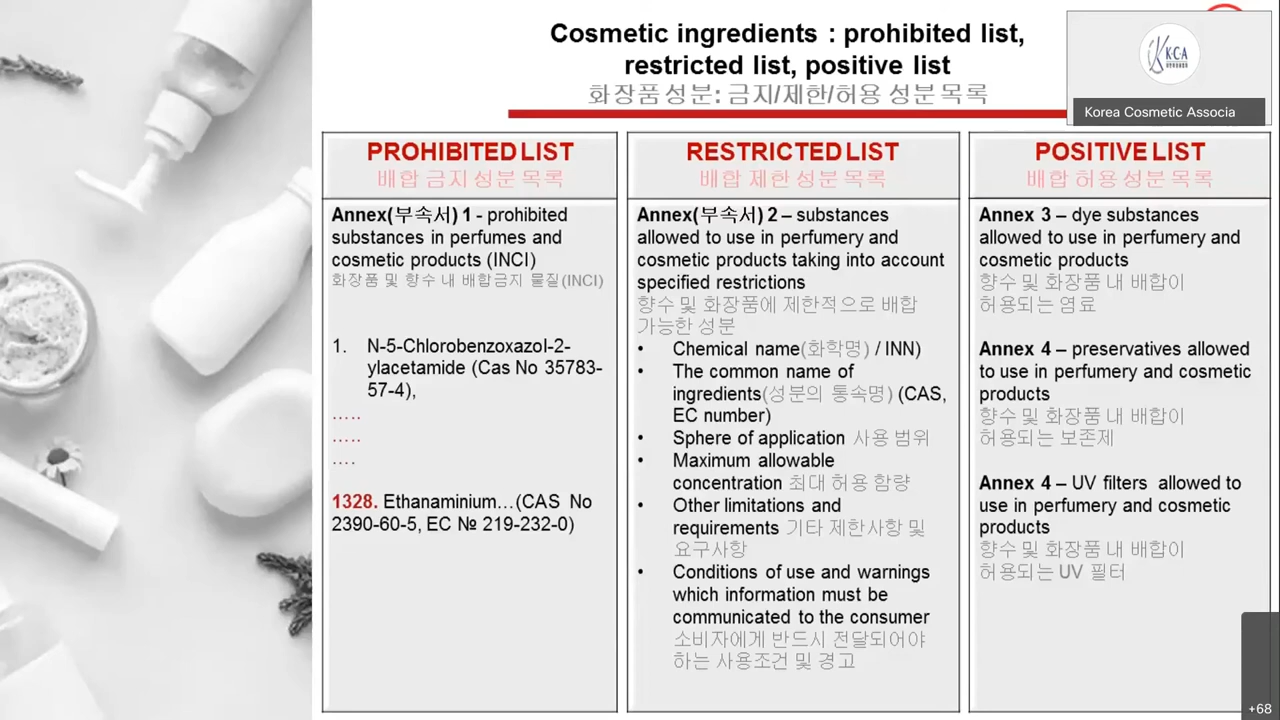 Cosmetic ingredients : prohibited list,
restricted list, positive list
화장품 성분: 금지/제한/허용 성분 목록
KCA
Korea Cosmetic Associa
PROHIBITED LIST
배합 금지 성분 목록
Annex(부속서) 1 - prohibited
substances in perfumes and
cosmetic products (INCI)
화장품 및 향수 내 배합금지 물질(INCI)
1. N-5-Chlorobenzoxazol-2-
ylacetamide (Cas No 35783-
57-4),
.....
.....
....
1328. Ethanaminium…(CAS No
2390-60-5, EC № 219-232-0)
RESTRICTED LIST
배합 제한 성분 목록
Annex(부속서) 2 – substances
allowed to use in perfumery and
cosmetic products taking into account
specified restrictions
향수 및 화장품에 제한적으로 배합
가능한 성분
• Chemical name(화학명) / INN)
• The common name of
ingredients(성분의 통속명) (CAS,
EC number)
• Sphere of application 사용 범위
• Maximum allowable
concentration 최대 허용 함량
• Other limitations and
requirements 기타 제한사항 및
요구사항
• Conditions of use and warnings
which information must be
communicated to the consumer
소비자에게 반드시 전달되어야
하는 사용조건 및 경고
POSITIVE LIST
배합 허용 성분 목록
Annex 3 – dye substances
allowed to use in perfumery and
cosmetic products
향수 및 화장품 내 배합이
허용되는 염료
Annex 4 – preservatives allowed
to use in perfumery and cosmetic
products
향수 및 화장품 내 배합이
허용되는 보존제
Annex 4 – UV filters allowed to
use in perfumery and cosmetic
products
향수 및 화장품 내 배합이
허용되는 UV 필터
+68